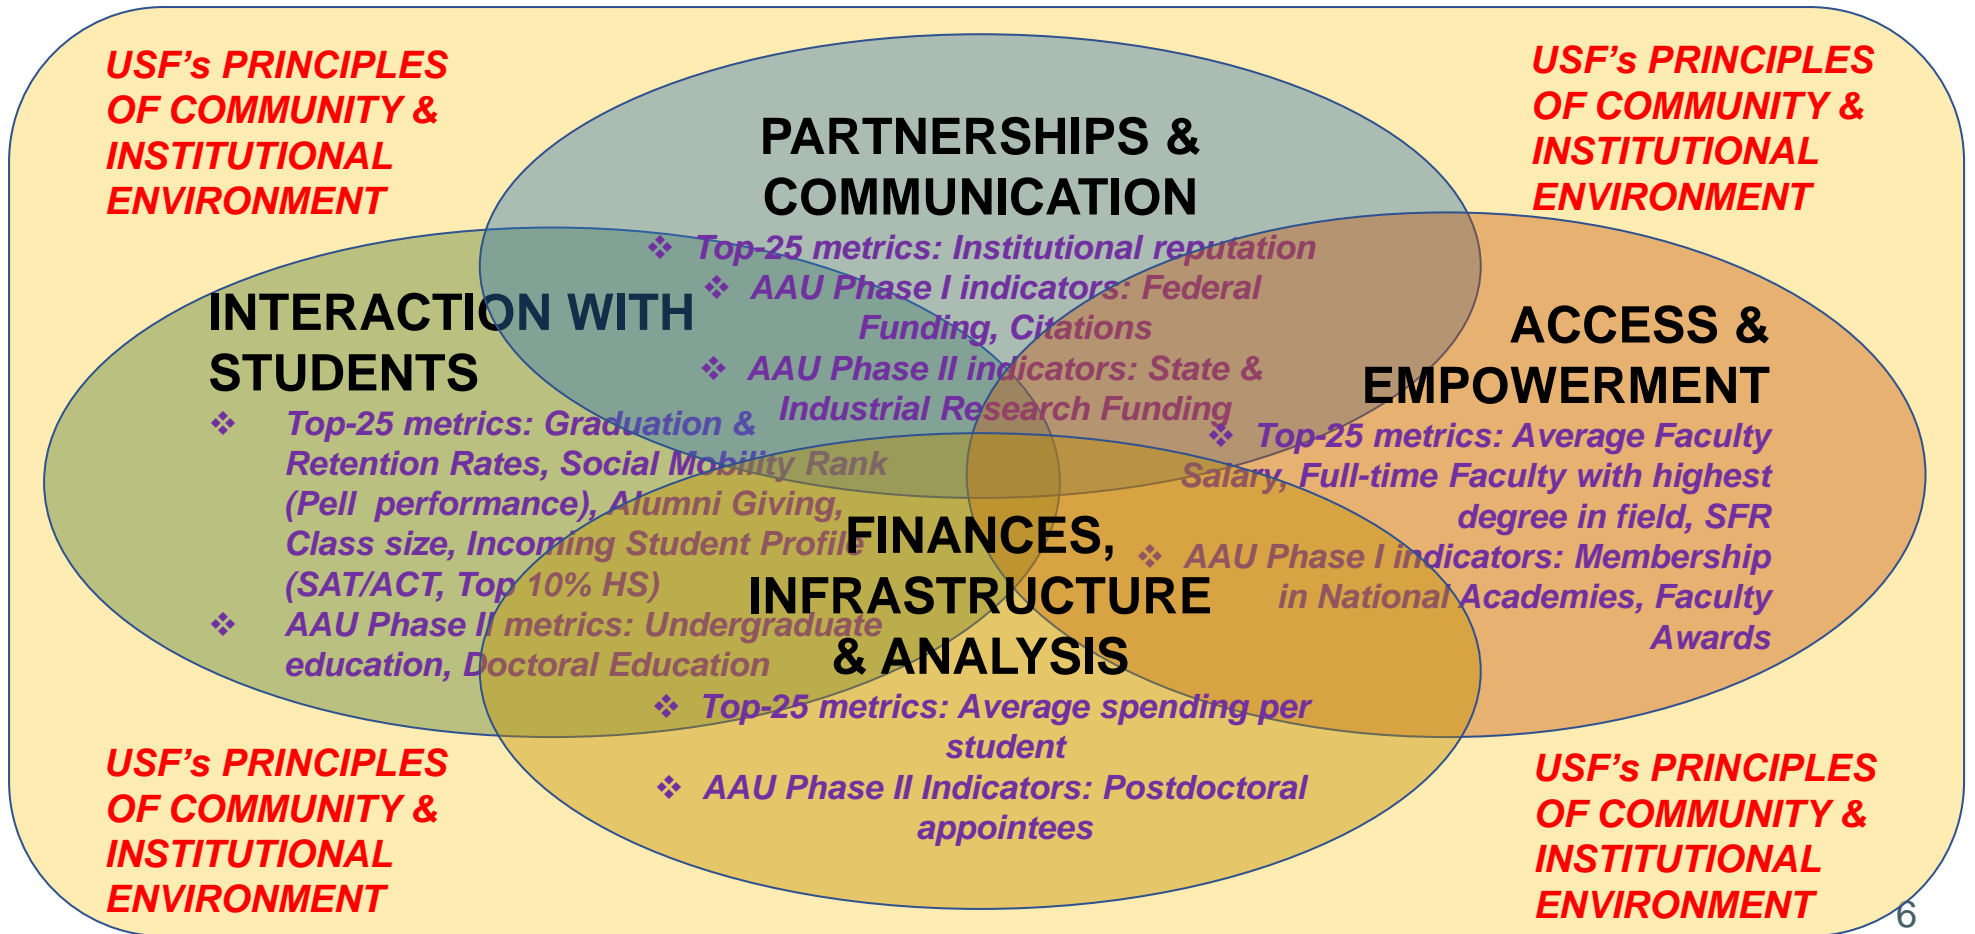 USF's PRINCIPLES
OF COMMUNITY &
INSTITUTIONAL
ENVIRONMENT
USF's PRINCIPLES
OF COMMUNITY &
INSTITUTIONAL
ENVIRONMENT
PARTNERSHIPS &
COMMUNICATION
❖ Top-25 metrics: Institutional reputation
❖ AAU Phase I indicators: Federal
Funding, Citations
❖ AAU Phase II indicators: State &
Industrial Research Funding
INTERACTION WITH
STUDENTS
❖ Top-25 metrics: Graduation &
Retention Rates, Social Mobility Rank
(Pell performance), Alumni Giving,
Class size, Incoming Student Profile
(SAT/ACT, Top 10% HS)
❖ AAU Phase II metrics: Undergraduate
education, Doctoral Education
ACCESS &
EMPOWERMENT
❖ Top-25 metrics: Average Faculty
Salary, Full-time Faculty with highest
degree in field, SFR
❖ AAU Phase I indicators: Membership
in National Academies, Faculty
Awards
FINANCES,
INFRASTRUCTURE
& ANALYSIS
❖ Top-25 metrics: Average spending per
student
❖ AAU Phase II Indicators: Postdoctoral
appointees
USF's PRINCIPLES
OF COMMUNITY &
INSTITUTIONAL
ENVIRONMENT
USF's PRINCIPLES
OF COMMUNITY &
INSTITUTIONAL
ENVIRONMENT
6